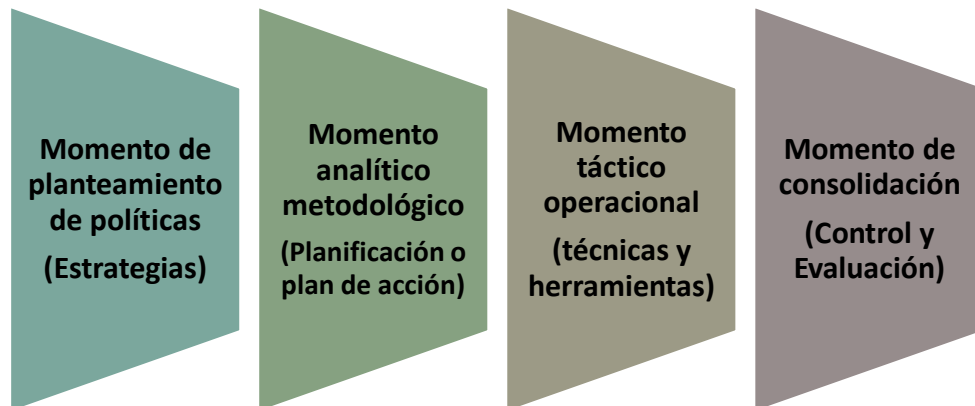 Momento de
planteamiento
de políticas
(Estrategias)
Momento
analítico
metodológico
(Planificación o
plan de acción)
Momento
táctico
operacional
(técnicas y
herramientas)
Momento de
consolidación
(Control y
Evaluación)